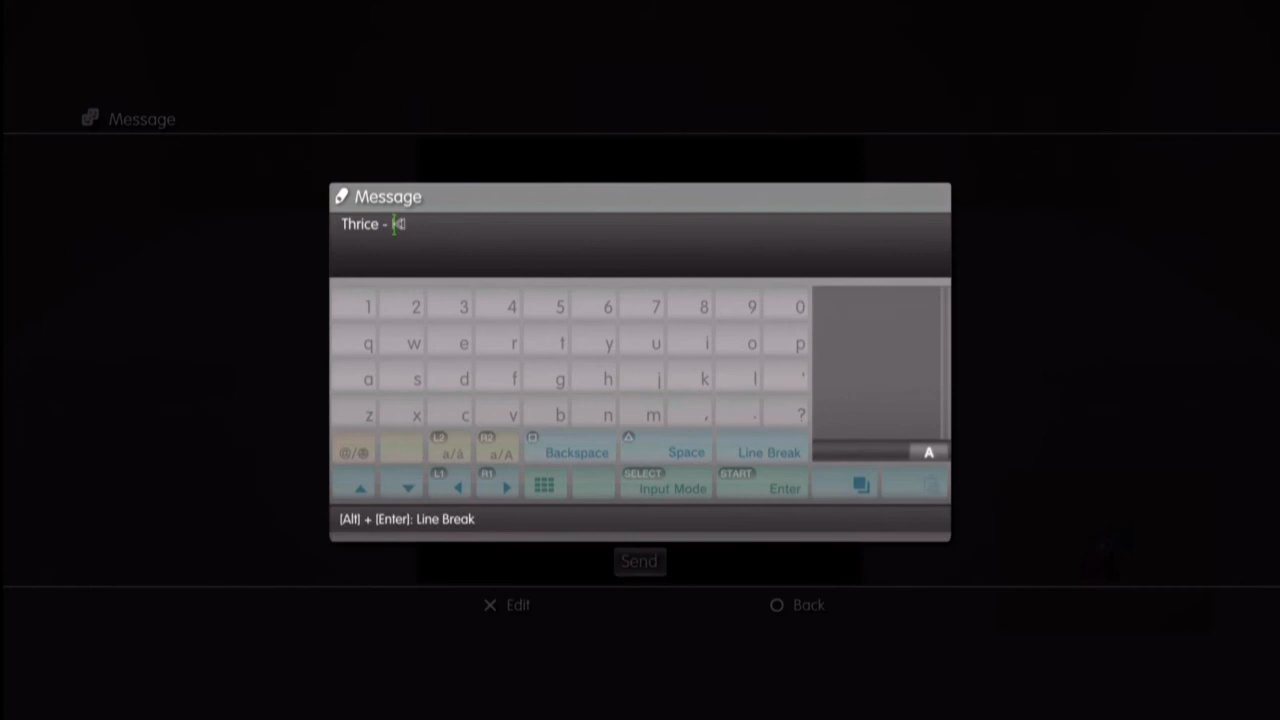 Message
Message
Thrice -
1 2 3 4 5 6 7 8 9 0
q w e r t y u i o p
a s d f g h j k l '
z x c v b n m , . ?
@/☻ L2 a/à R2 a/A Backspace Space Line Break A
L1 R1 SELECT Input Mode START Enter
[Alt] + [Enter]: Line Break
Send
Edit Back